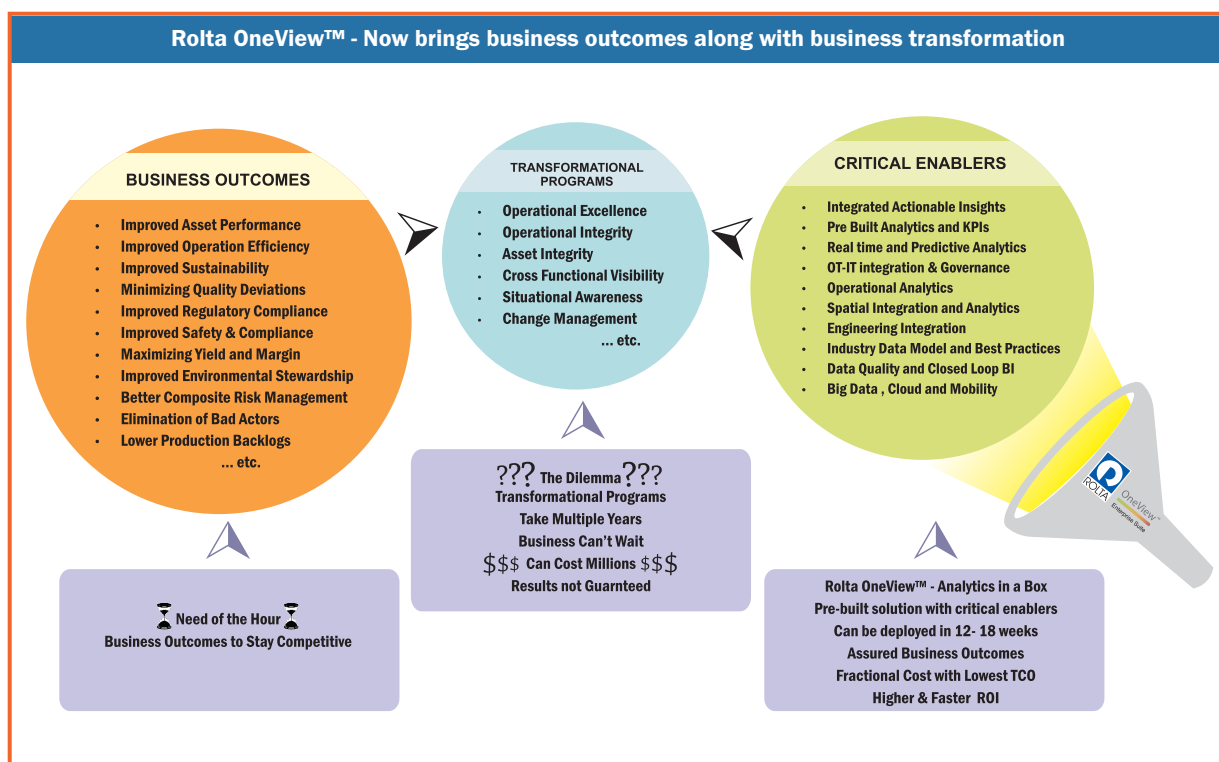 Rolta OneView™ - Now brings business outcomes along with business transformation
BUSINESS OUTCOMES
• Improved Asset Performance
• Improved Operation Efficiency
• Improved Sustainability
• Minimizing Quality Deviations
• Improved Regulatory Compliance
• Improved Safety & Compliance
• Maximizing Yield and Margin
• Improved Environmental Stewardship
• Better Composite Risk Management
• Elimination of Bad Actors
• Lower Production Backlogs
... etc.
TRANSFORMATIONAL
PROGRAMS
• Operational Excellence
• Operational Integrity
• Asset Integrity
• Cross Functional Visibility
• Situational Awareness
• Change Management
... etc.
CRITICAL ENABLERS
• Integrated Actionable Insights
• Pre Built Analytics and KPIs
• Real time and Predictive Analytics
• OT-IT integration & Governance
• Operational Analytics
• Spatial Integration and Analytics
• Engineering Integration
• Industry Data Model and Best Practices
• Data Quality and Closed Loop BI
• Big Data , Cloud and Mobility
ROLTA
OneView™
Enterprise Suite
Need of the Hour
Business Outcomes to Stay Competitive
??? The Dilemma ???
Transformational Programs
Take Multiple Years
Business Can't Wait
$$$ Can Cost Millions $$$
Results not Guarnteed
Rolta OneView™ - Analytics in a Box
Pre-built solution with critical enablers
Can be deployed in 12- 18 weeks
Assured Business Outcomes
Fractional Cost with Lowest TCO
Higher & Faster ROI